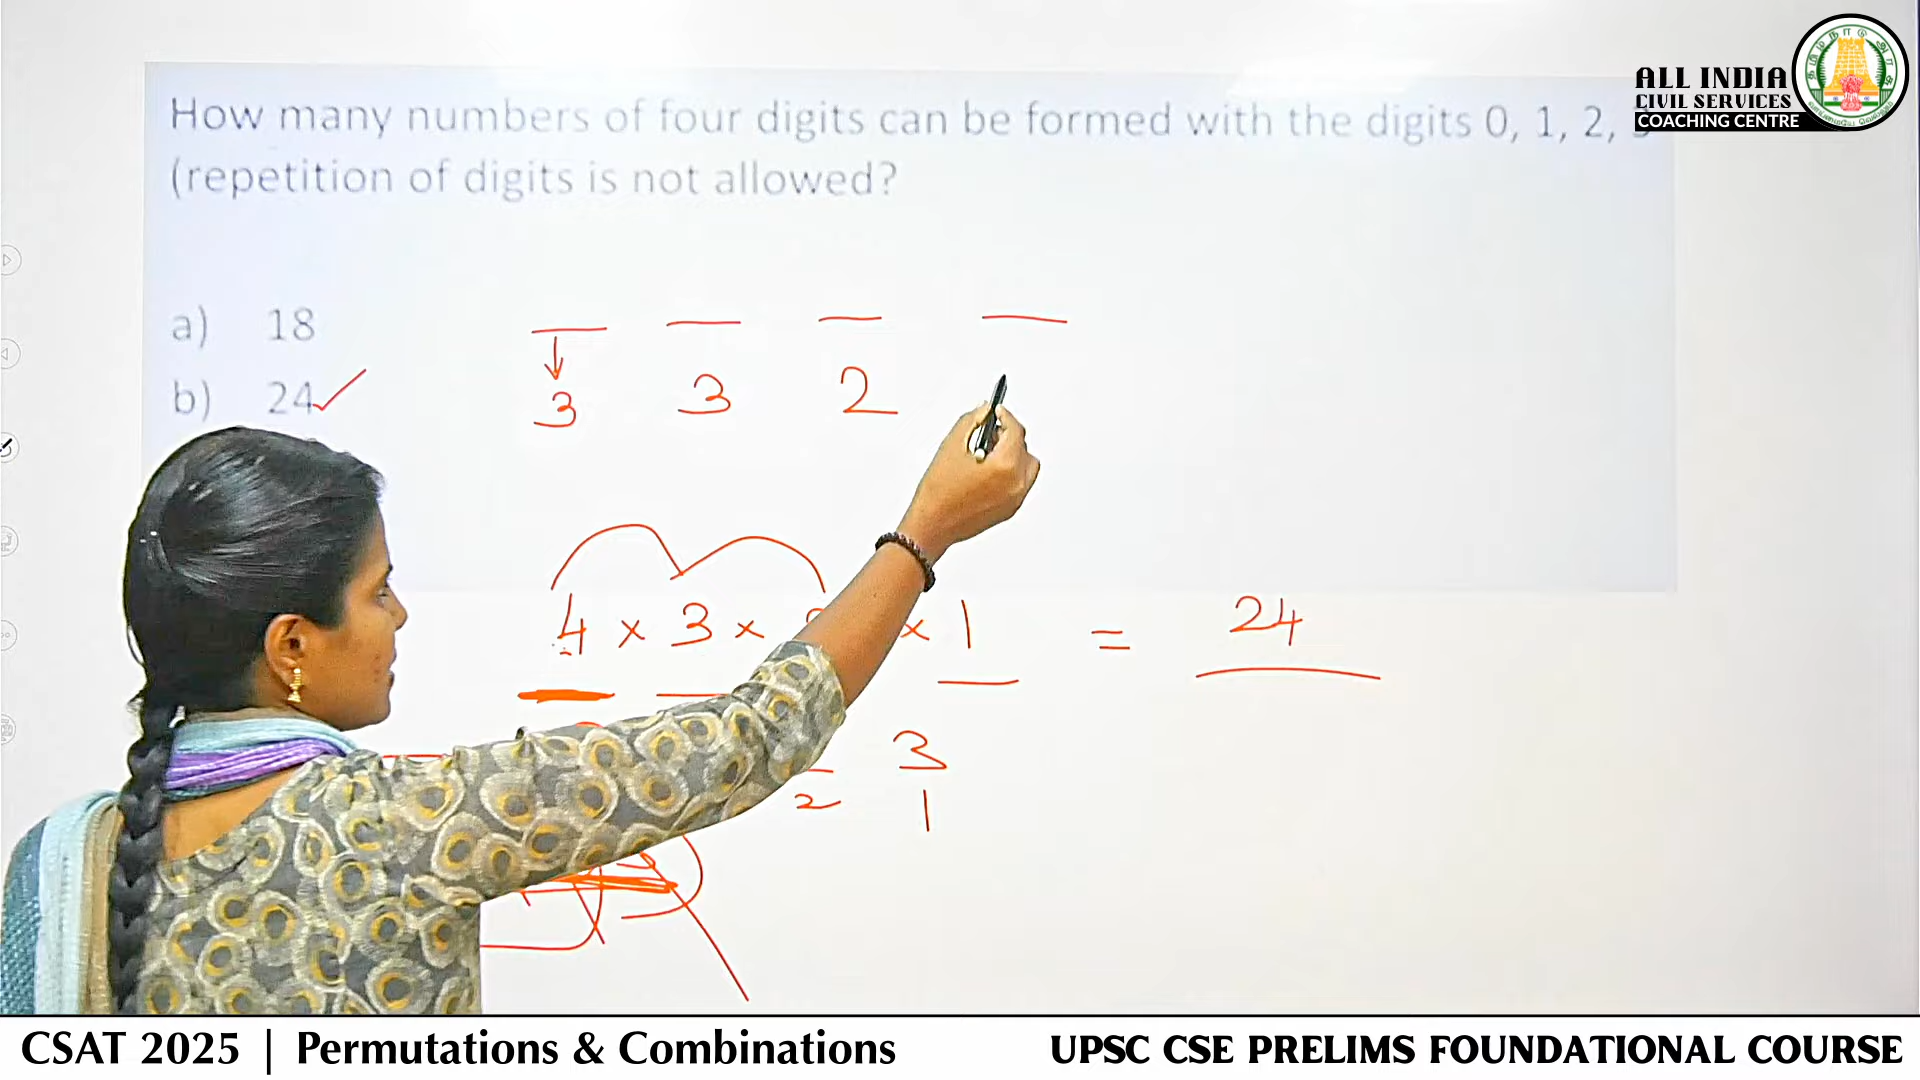 ALL INDIA
CIVIL SERVICES
COACHING CENTRE
How many numbers of four digits can be formed with the digits 0, 1, 2,
(repetition of digits is not allowed?
a) 18
b) 24 ✓
3 3 2
4 × 3 × × 1 = 24
3
2 1
CSAT 2025 | Permutations & Combinations
UPSC CSE PRELIMS FOUNDATIONAL COURSE